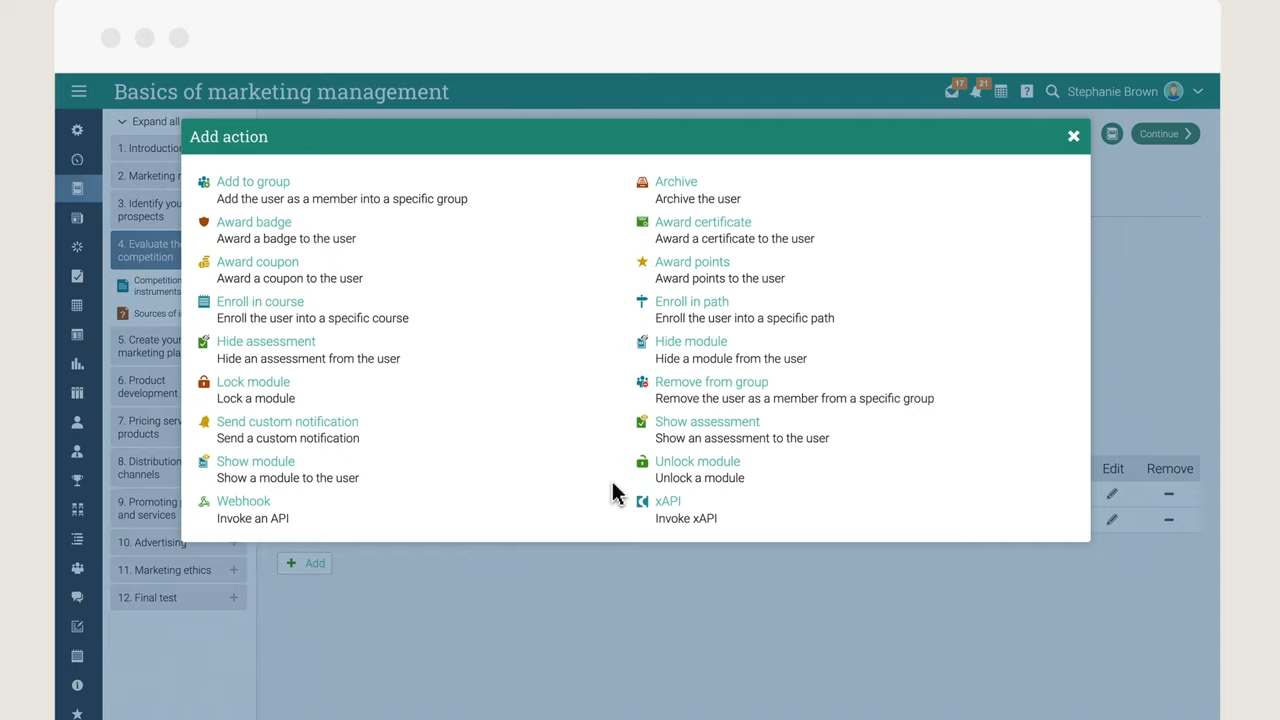 Basics of marketing management
17
21
Stephanie Brown
Expand all
Add action
Continue
1. Introduction
2. Marketing
3. Identify you
prospects
4. Evaluate the
competition
Competition
instruments
Sources of
5. Create your
marketing pla
6. Product
development
7. Pricing serv
products
8. Distribution
channels
9. Promoting
and services
10. Advertising
11. Marketing ethics
12. Final test
Add to group
Add the user as a member into a specific group
Award badge
Award a badge to the user
Award coupon
Award a coupon to the user
Enroll in course
Enroll the user into a specific course
Hide assessment
Hide an assessment from the user
Lock module
Lock a module
Send custom notification
Send a custom notification
Show module
Show a module to the user
Webhook
Invoke an API
Archive
Archive the user
Award certificate
Award a certificate to the user
Award points
Award points to the user
Enroll in path
Enroll the user into a specific path
Hide module
Hide a module from the user
Remove from group
Remove the user as a member from a specific group
Show assessment
Show an assessment to the user
Unlock module
Unlock a module
xAPI
Invoke xAPI
Edit
Remove
Add